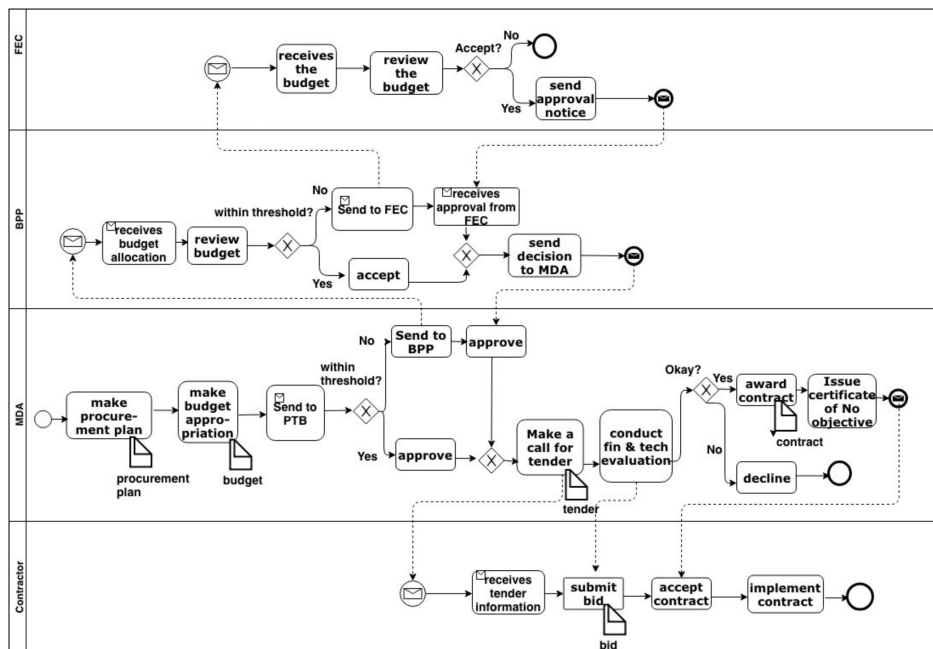 FEC
receives
the
budget
review
the
budget
Accept?
No
Yes
send
approval
notice
BPP
receives
budget
allocation
review
budget
within threshold?
No
Send to FEC
receives
approval from
FEC
Yes
accept
send
decision
to MDA
MDA
make
procure-
ment plan
procurement
plan
make
budget
appro-
priation
budget
Send to
PTB
within
threshold?
No
Send to
BPP
approve
Yes
approve
Make a
call for
tender
tender
conduct
fin & tech
evaluation
Okay?
Yes
award
contract
contract
Issue
certificate
of No
objective
No
decline
Contractor
receives
tender
information
submit
bid
bid
accept
contract
implement
contract